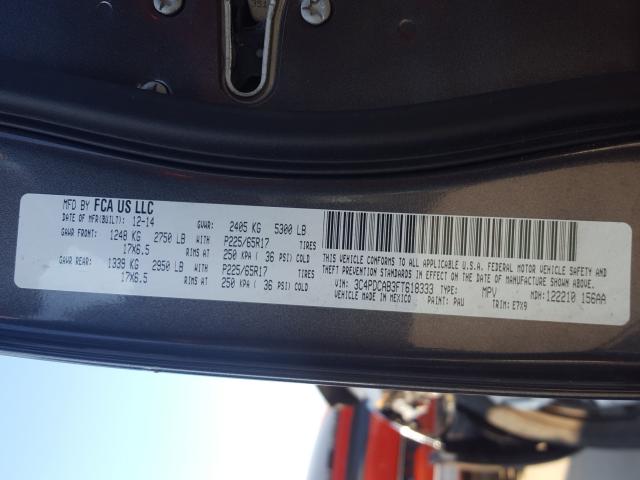 MFD BY FCA US LLC
DATE OF MFR(BUILT): 12-14 GVWR: 2405 KG 5300 LB
GAWR FRONT: 1248 KG 2750 LB WITH P225/65R17 TIRES
17X6.5 RIMS AT 250 KPA ( 36 PSI) COLD
GAWR REAR: 1339 KG 2950 LB WITH P225/65R17 TIRES
17X6.5 RIMS AT 250 KPA ( 36 PSI) COLD
THIS VEHICLE CONFORMS TO ALL APPLICABLE U.S.A. FEDERAL MOTOR VEHICLE SAFETY AND
THEFT PREVENTION STANDARDS IN EFFECT ON THE DATE OF MANUFACTURE SHOWN ABOVE.
VIN: 3C4PDCAB3FT618333 TYPE: MPV MDH:122210 156AA
VEHICLE MADE IN MEXICO PAINT: PAU TRIM: E7X9